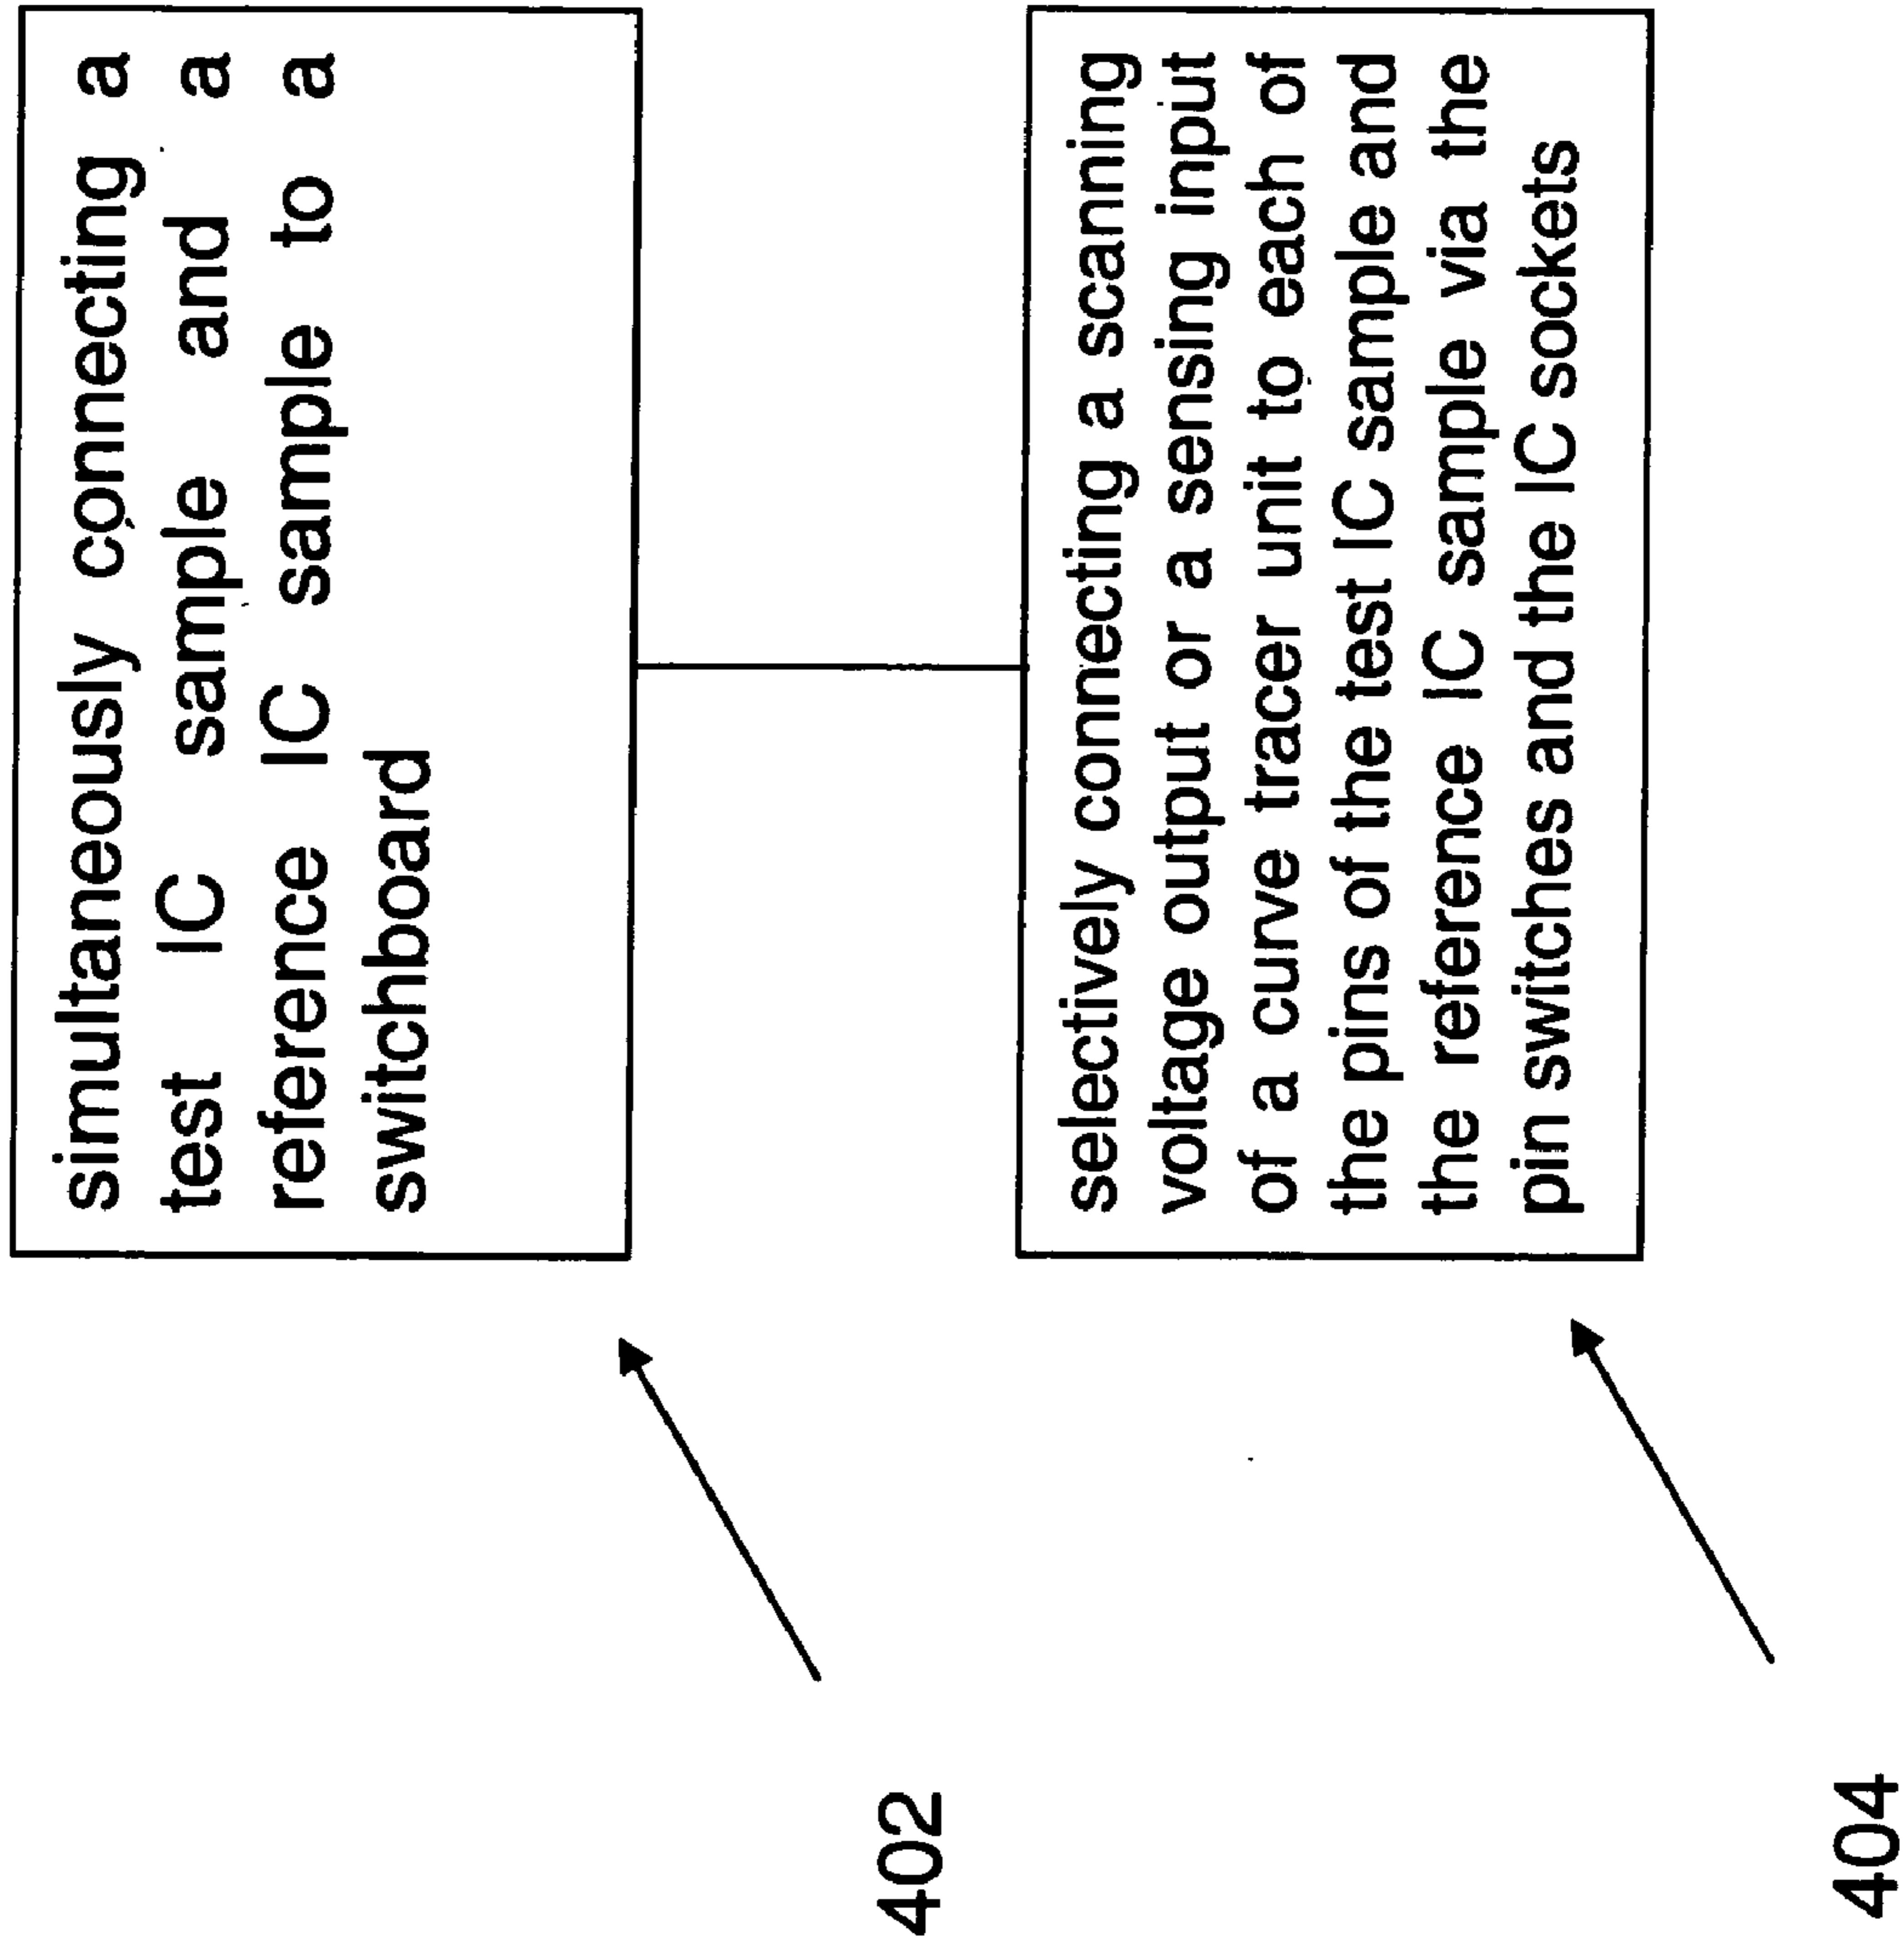 simultaneously connecting a
test IC sample and a
reference IC sample to a
switchboard
402
selectively connecting a scanning
voltage output or a sensing input
of a curve tracer unit to each of
the pins of the test IC sample and
the reference IC sample via the
pin switches and the IC sockets
404